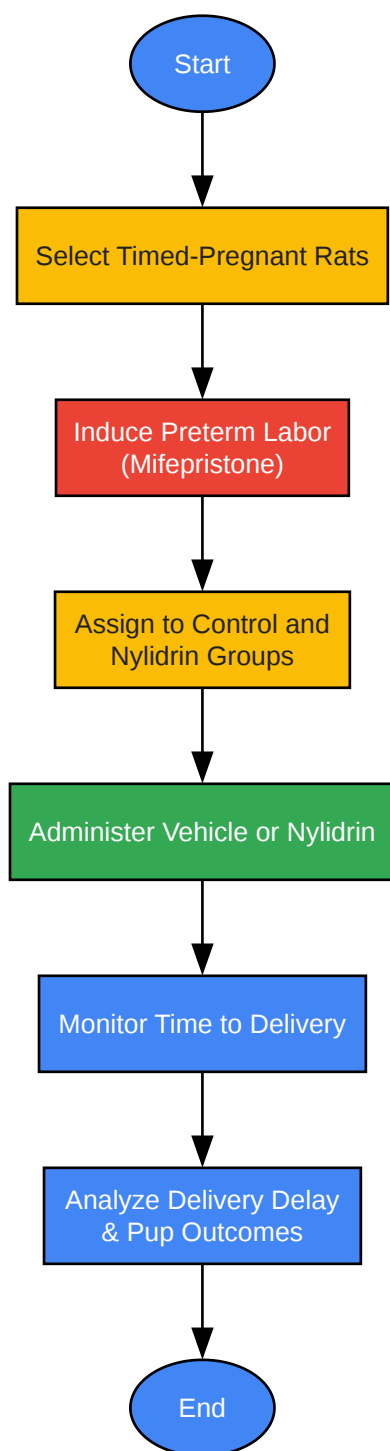 Start
Select Timed-Pregnant Rats
Induce Preterm Labor
(Mifepristone)
Assign to Control and
Nylidrin Groups
Administer Vehicle or Nylidrin
Monitor Time to Delivery
Analyze Delivery Delay
& Pup Outcomes
End